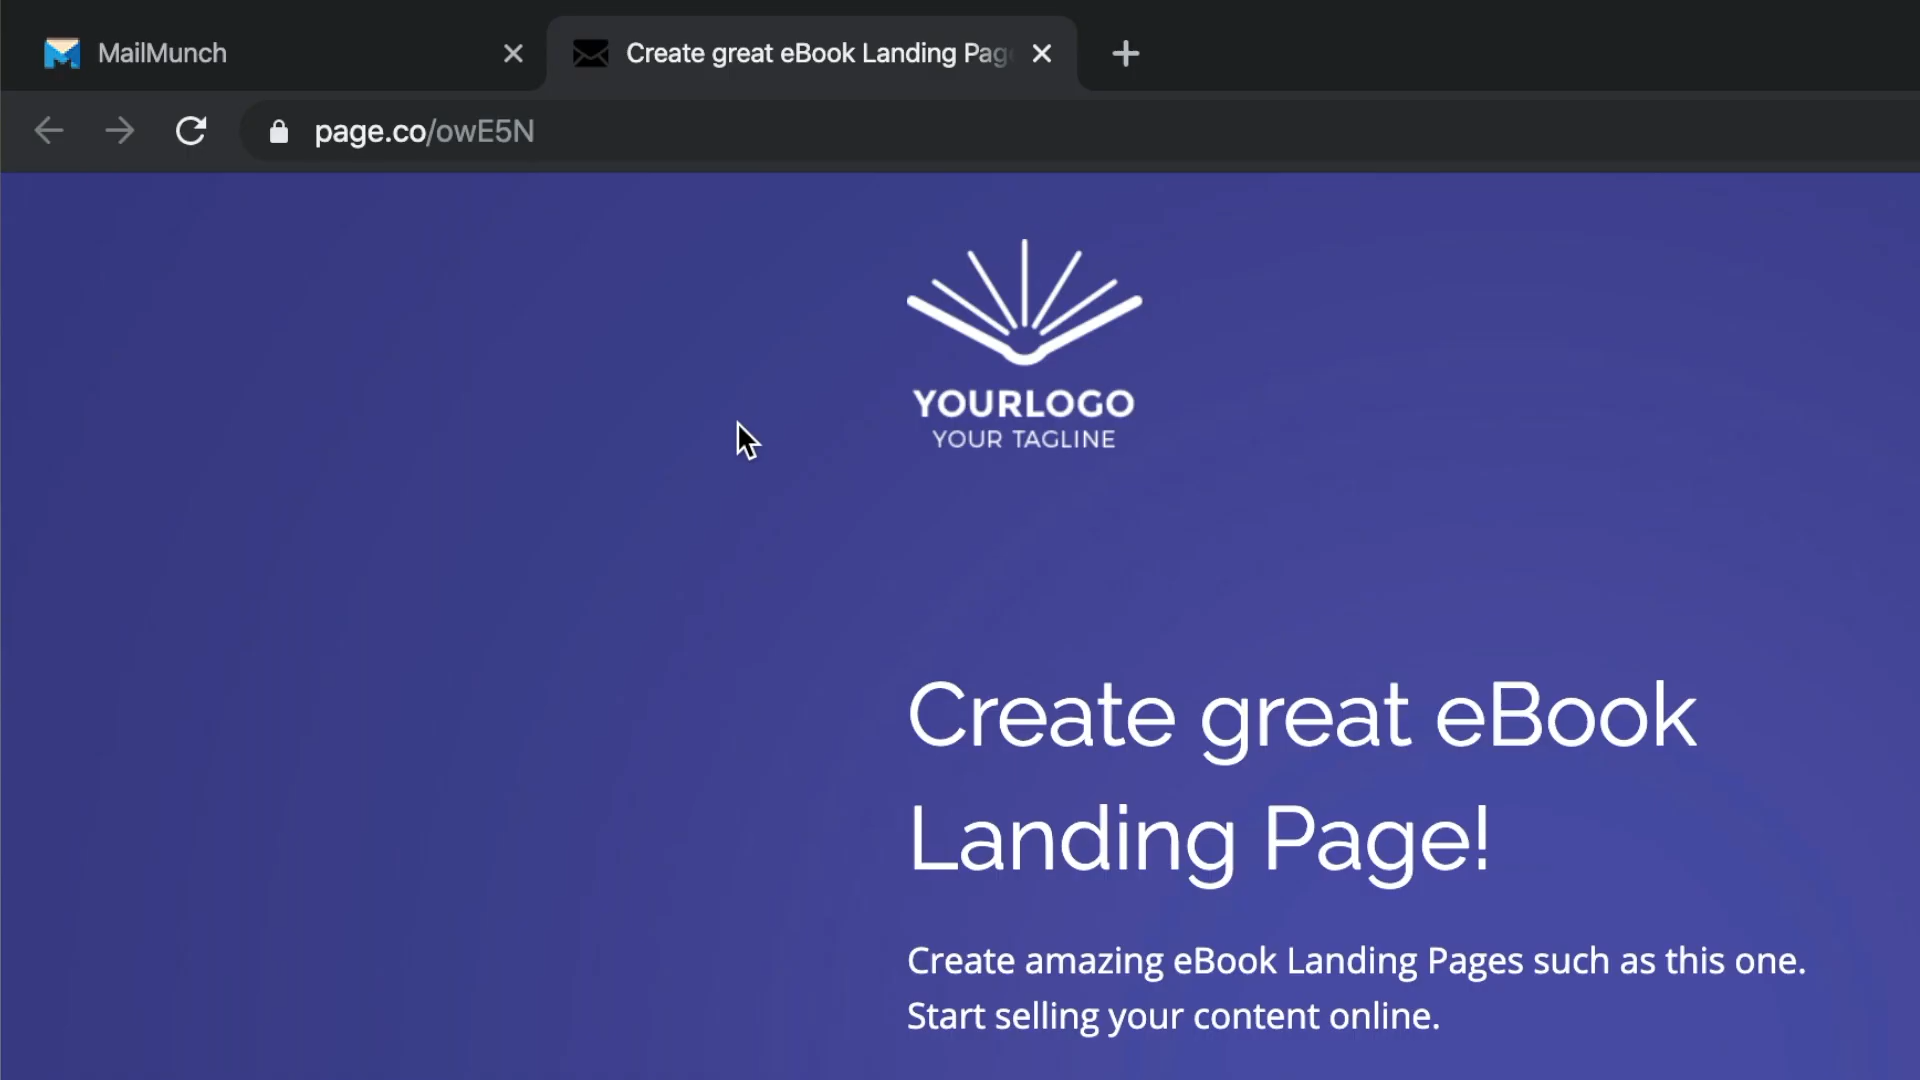 MailMunch
Create great eBook Landing Page
page.co/owE5N
YOURLOGO
YOUR TAGLINE
Create great eBook
Landing Page!
Create amazing eBook Landing Pages such as this one.
Start selling your content online.